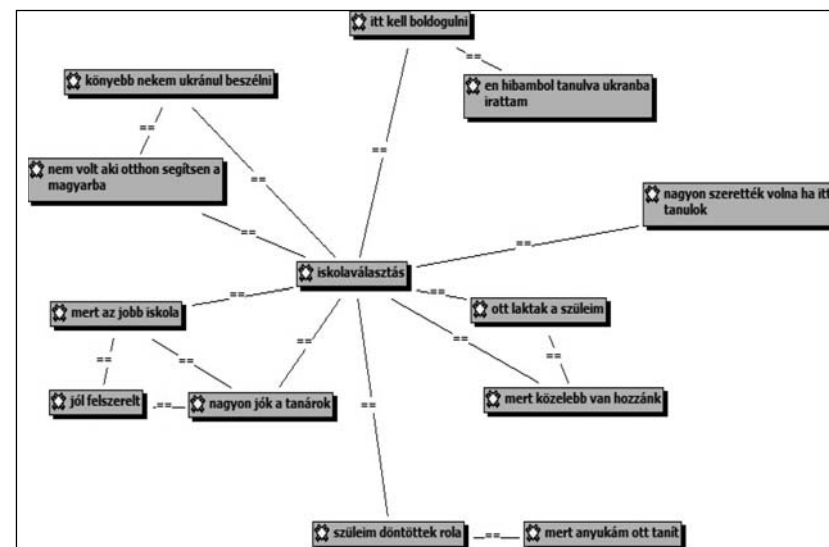 itt kell boldogulni
==
könyebb nekem ukránul beszélni
en hibambol tanulva ukranba
irattam
==
==
nem volt aki otthon segítsen a
magyarba
==
nagyon szerették volna ha itt
tanulok
==
==
iskolaválasztás
==
==
mert az jobb iskola
ott laktak a szüleim
==
==
==
==
==
==
jól felszerelt
==
nagyon jók a tanárok
mert közelebb van hozzánk
==
szüleim döntöttek rola
==
mert anyukám ott tanít